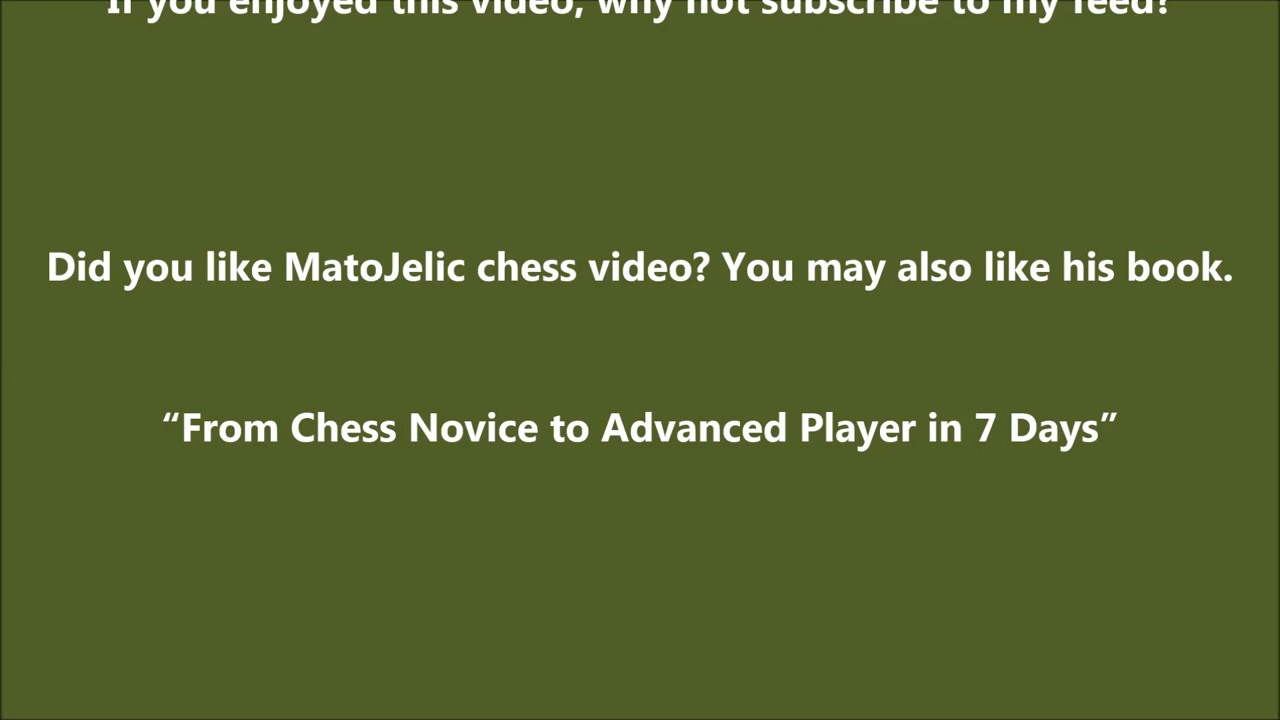 If you enjoyed this video, why not subscribe to my feed?
Did you like MatoJelic chess video? You may also like his book.
“From Chess Novice to Advanced Player in 7 Days”